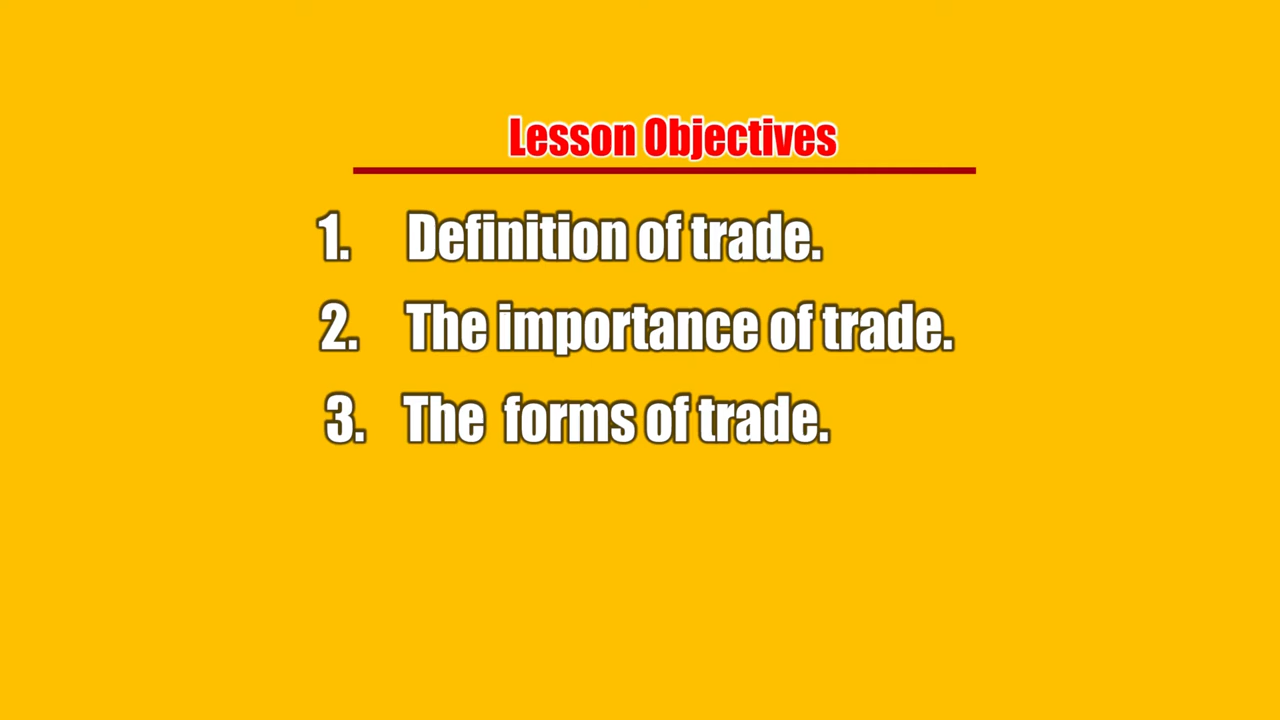 Lesson Objectives
1. Definition of trade.
2. The importance of trade.
3. The forms of trade.